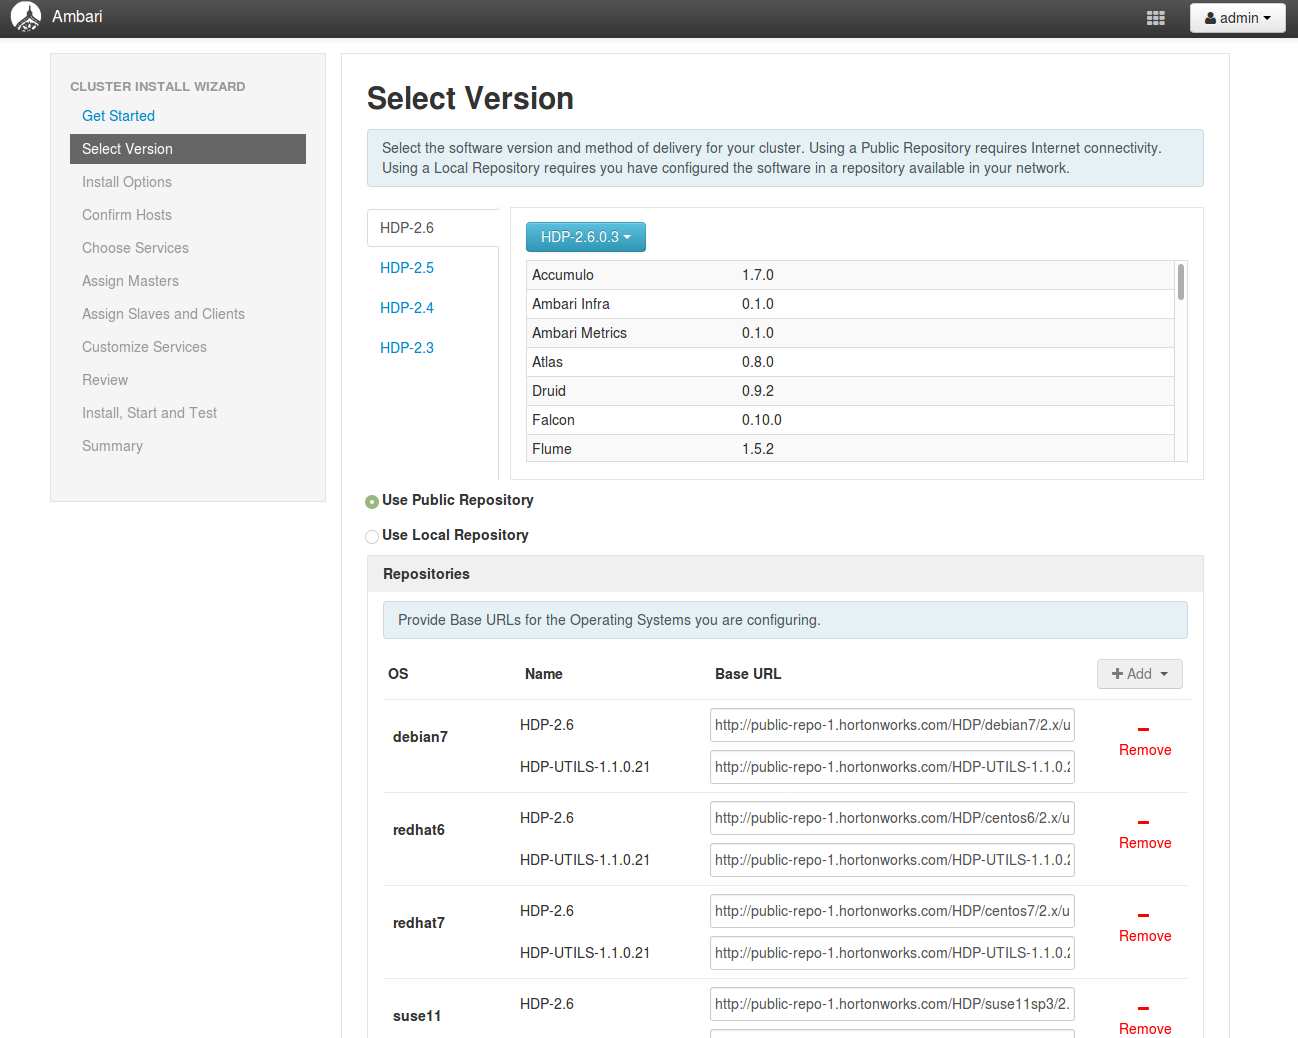 Ambari
admin
CLUSTER INSTALL WIZARD
Get Started
Select Version
Install Options
Confirm Hosts
Choose Services
Assign Masters
Assign Slaves and Clients
Customize Services
Review
Install, Start and Test
Summary
Select Version
Select the software version and method of delivery for your cluster. Using a Public Repository requires Internet connectivity.
Using a Local Repository requires you have configured the software in a repository available in your network.
HDP-2.6
HDP-2.5
HDP-2.4
HDP-2.3
HDP-2.6.0.3
Accumulo 1.7.0
Ambari Infra 0.1.0
Ambari Metrics 0.1.0
Atlas 0.8.0
Druid 0.9.2
Falcon 0.10.0
Flume 1.5.2
Use Public Repository
Use Local Repository
Repositories
Provide Base URLs for the Operating Systems you are configuring.
OS Name Base URL + Add
debian7
HDP-2.6 http://public-repo-1.hortonworks.com/HDP/debian7/2.x/u
HDP-UTILS-1.1.0.21 http://public-repo-1.hortonworks.com/HDP-UTILS-1.1.0.2
Remove
redhat6
HDP-2.6 http://public-repo-1.hortonworks.com/HDP/centos6/2.x/u
HDP-UTILS-1.1.0.21 http://public-repo-1.hortonworks.com/HDP-UTILS-1.1.0.2
Remove
redhat7
HDP-2.6 http://public-repo-1.hortonworks.com/HDP/centos7/2.x/u
HDP-UTILS-1.1.0.21 http://public-repo-1.hortonworks.com/HDP-UTILS-1.1.0.2
Remove
suse11
HDP-2.6 http://public-repo-1.hortonworks.com/HDP/suse11sp3/2.
Remove